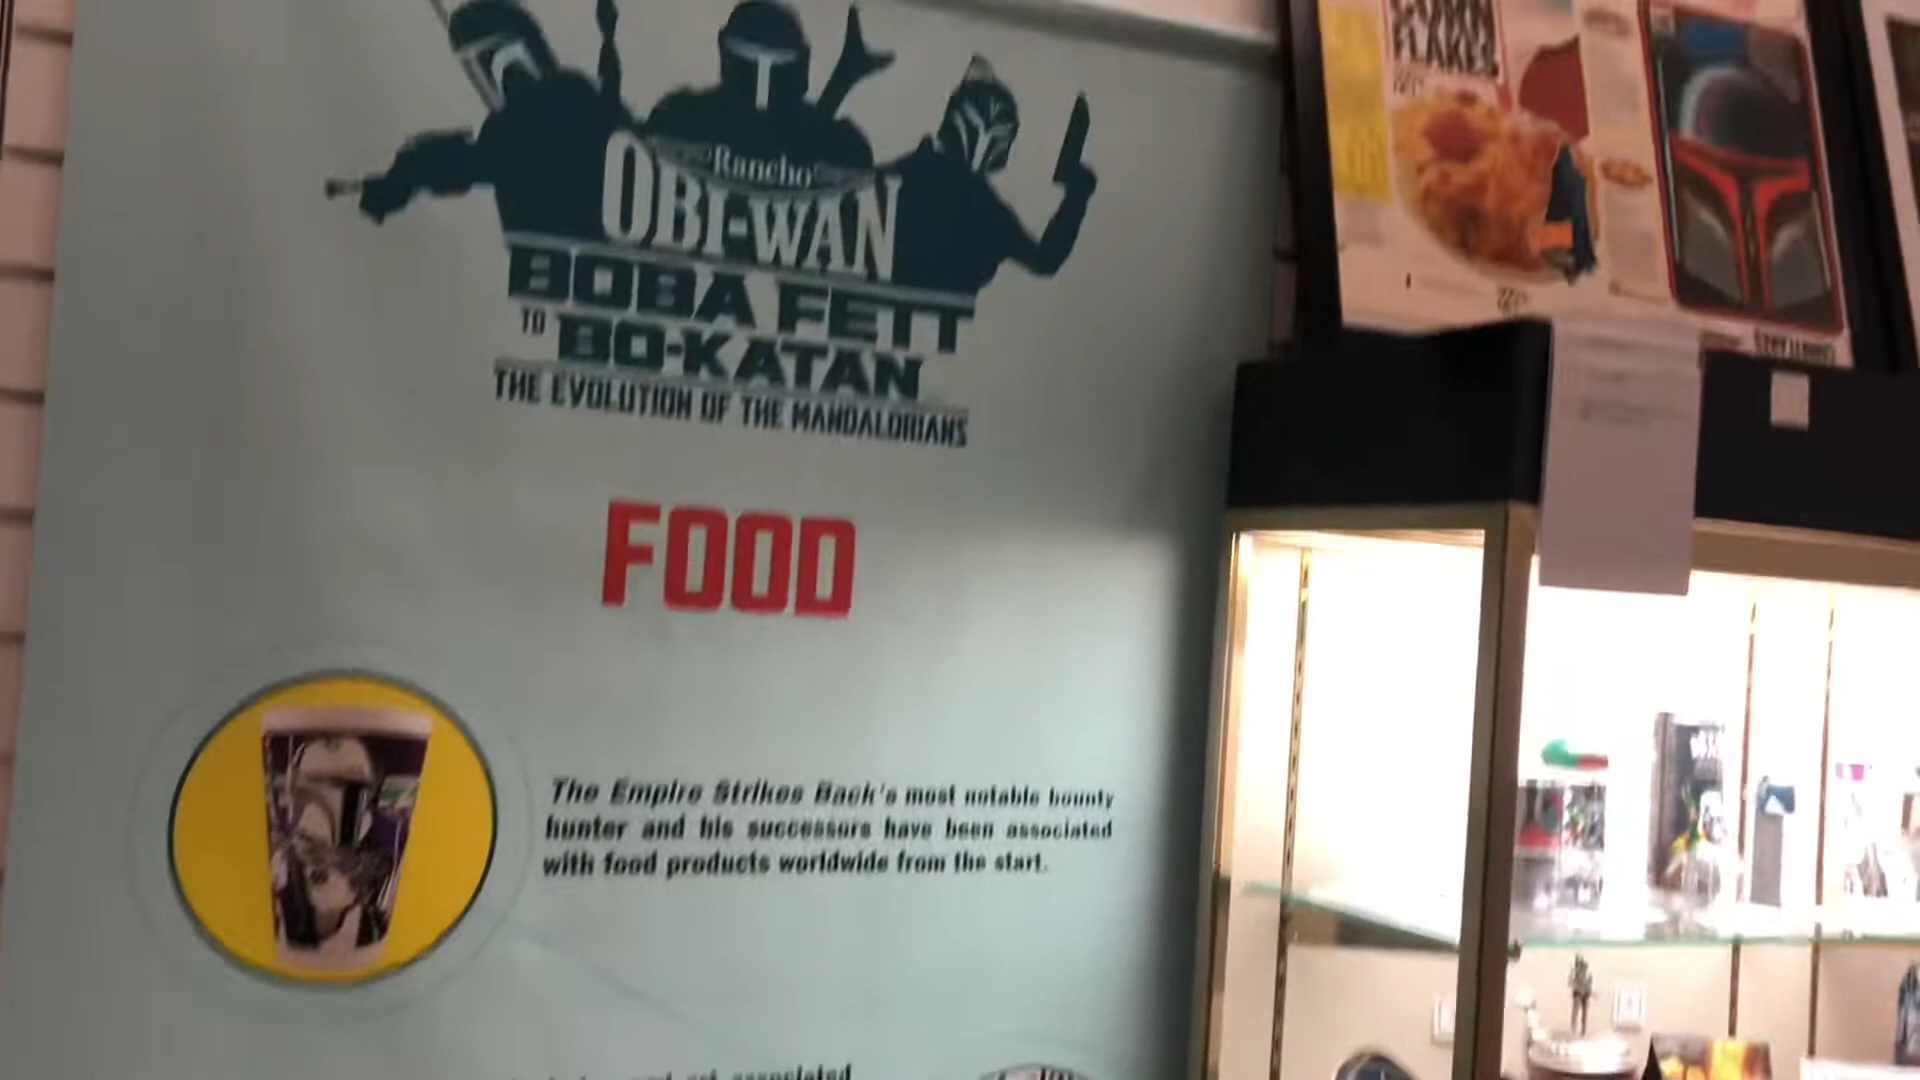 Rancho
OBI-WAN
BOBA FETT
TO BO-KATAN
THE EVOLUTION OF THE MANDALORIANS
FOOD
The Empire Strikes Back's most notable bounty
hunter and his successors have been associated
with food products worldwide from the start.
associated
CORN
FLAKES